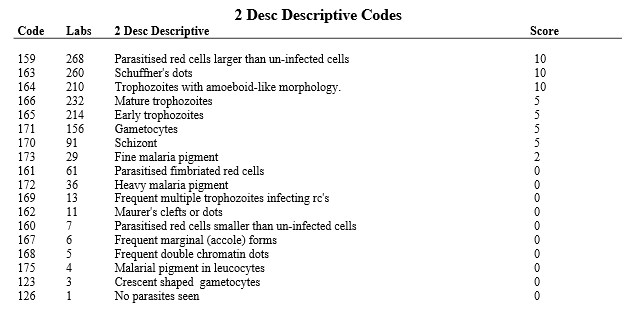 2 Desc Descriptive Codes
Code Labs 2 Desc Descriptive Score
159 268 Parasitised red cells larger than un-infected cells 10
163 260 Schuffner's dots 10
164 210 Trophozoites with amoeboid-like morphology. 10
166 232 Mature trophozoites 5
165 214 Early trophozoites 5
171 156 Gametocytes 5
170 91 Schizont 5
173 29 Fine malaria pigment 2
161 61 Parasitised fimbriated red cells 0
172 36 Heavy malaria pigment 0
169 13 Frequent multiple trophozoites infecting rc's 0
162 11 Maurer's clefts or dots 0
160 7 Parasitised red cells smaller than un-infected cells 0
167 6 Frequent marginal (accole) forms 0
168 5 Frequent double chromatin dots 0
175 4 Malarial pigment in leucocytes 0
123 3 Crescent shaped gametocytes 0
126 1 No parasites seen 0